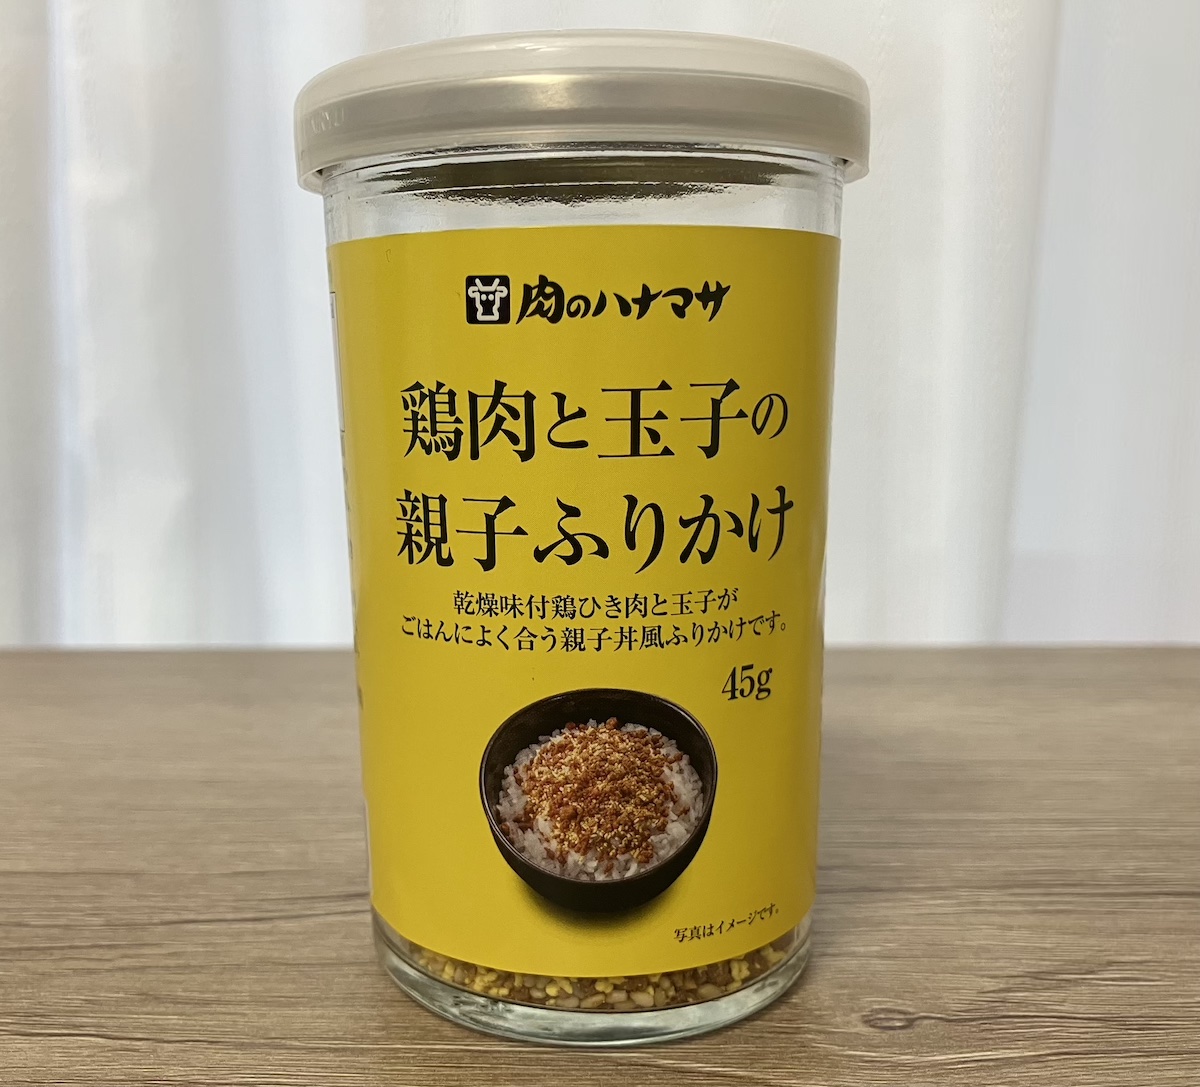 肉のハナマサ
鶏肉と玉子の
親子ふりかけ
乾燥味付鶏ひき肉と玉子が
ごはんによく合う親子丼風ふりかけです。
45g
写真はイメージです。